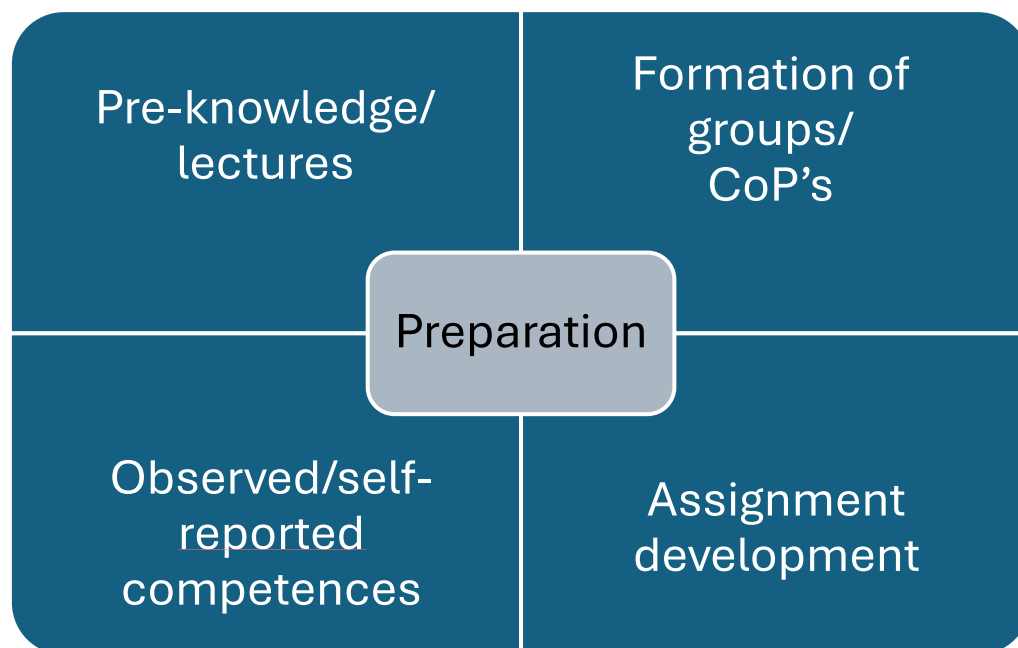 Pre-knowledge/
lectures
Formation of
groups/
CoP’s
Preparation
Observed/self-
reported
competences
Assignment
development